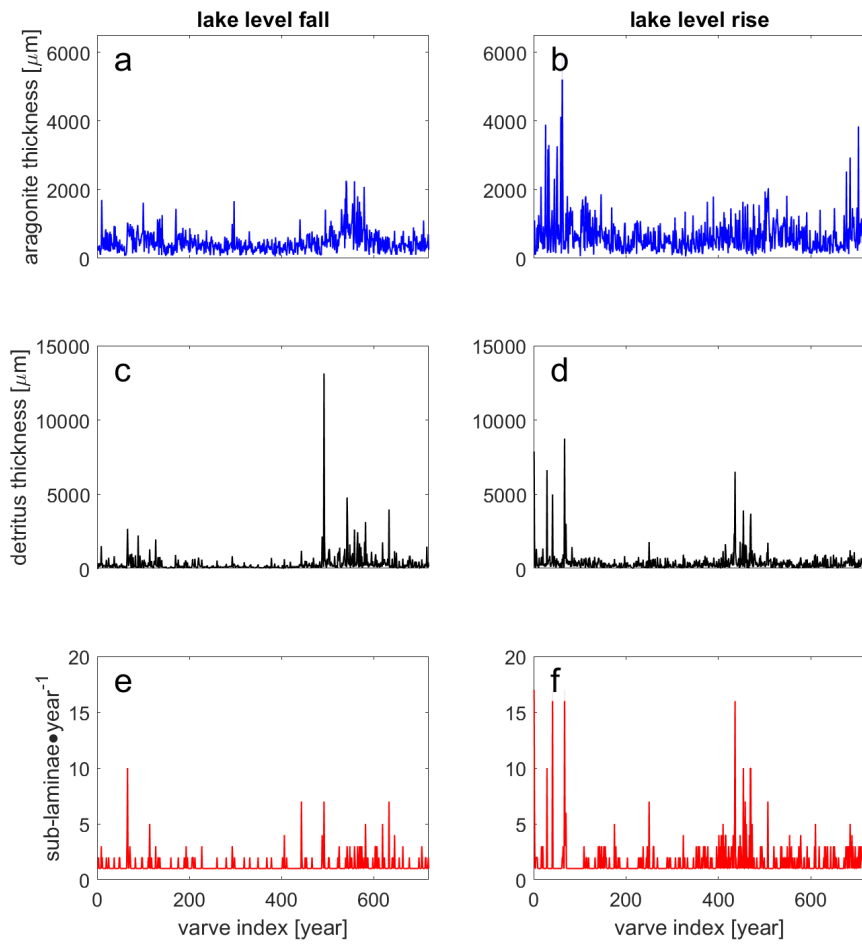 lake level fall
lake level rise
a
b
aragonite thickness [μm]
6000
4000
2000
0
6000
4000
2000
0
c
d
detritus thickness [μm]
15000
10000
5000
0
15000
10000
5000
0
e
f
sub-laminae●year⁻¹
20
15
10
5
0
20
15
10
5
0
0 200 400 600
0 200 400 600
varve index [year]
varve index [year]